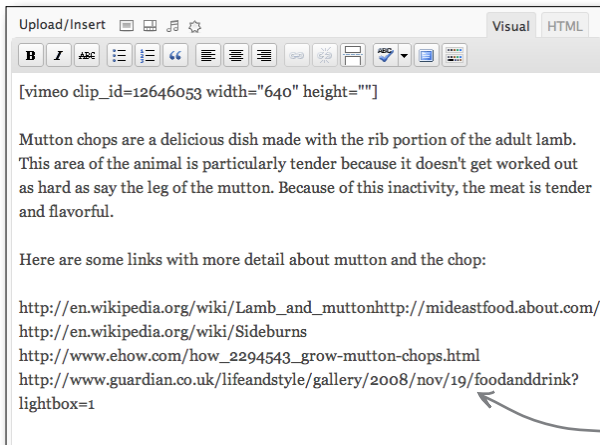 Upload/Insert
Visual
HTML
B I ABC ABC
[vimeo clip_id=12646053 width="640" height=""]
Mutton chops are a delicious dish made with the rib portion of the adult lamb.
This area of the animal is particularly tender because it doesn't get worked out
as hard as say the leg of the mutton. Because of this inactivity, the meat is tender
and flavorful.
Here are some links with more detail about mutton and the chop:
http://en.wikipedia.org/wiki/Lamb_and_muttonhttp://mideastfood.about.com/
http://en.wikipedia.org/wiki/Sideburns
http://www.ehow.com/how_2294543_grow-mutton-chops.html
http://www.guardian.co.uk/lifeandstyle/gallery/2008/nov/19/foodanddrink?
lightbox=1